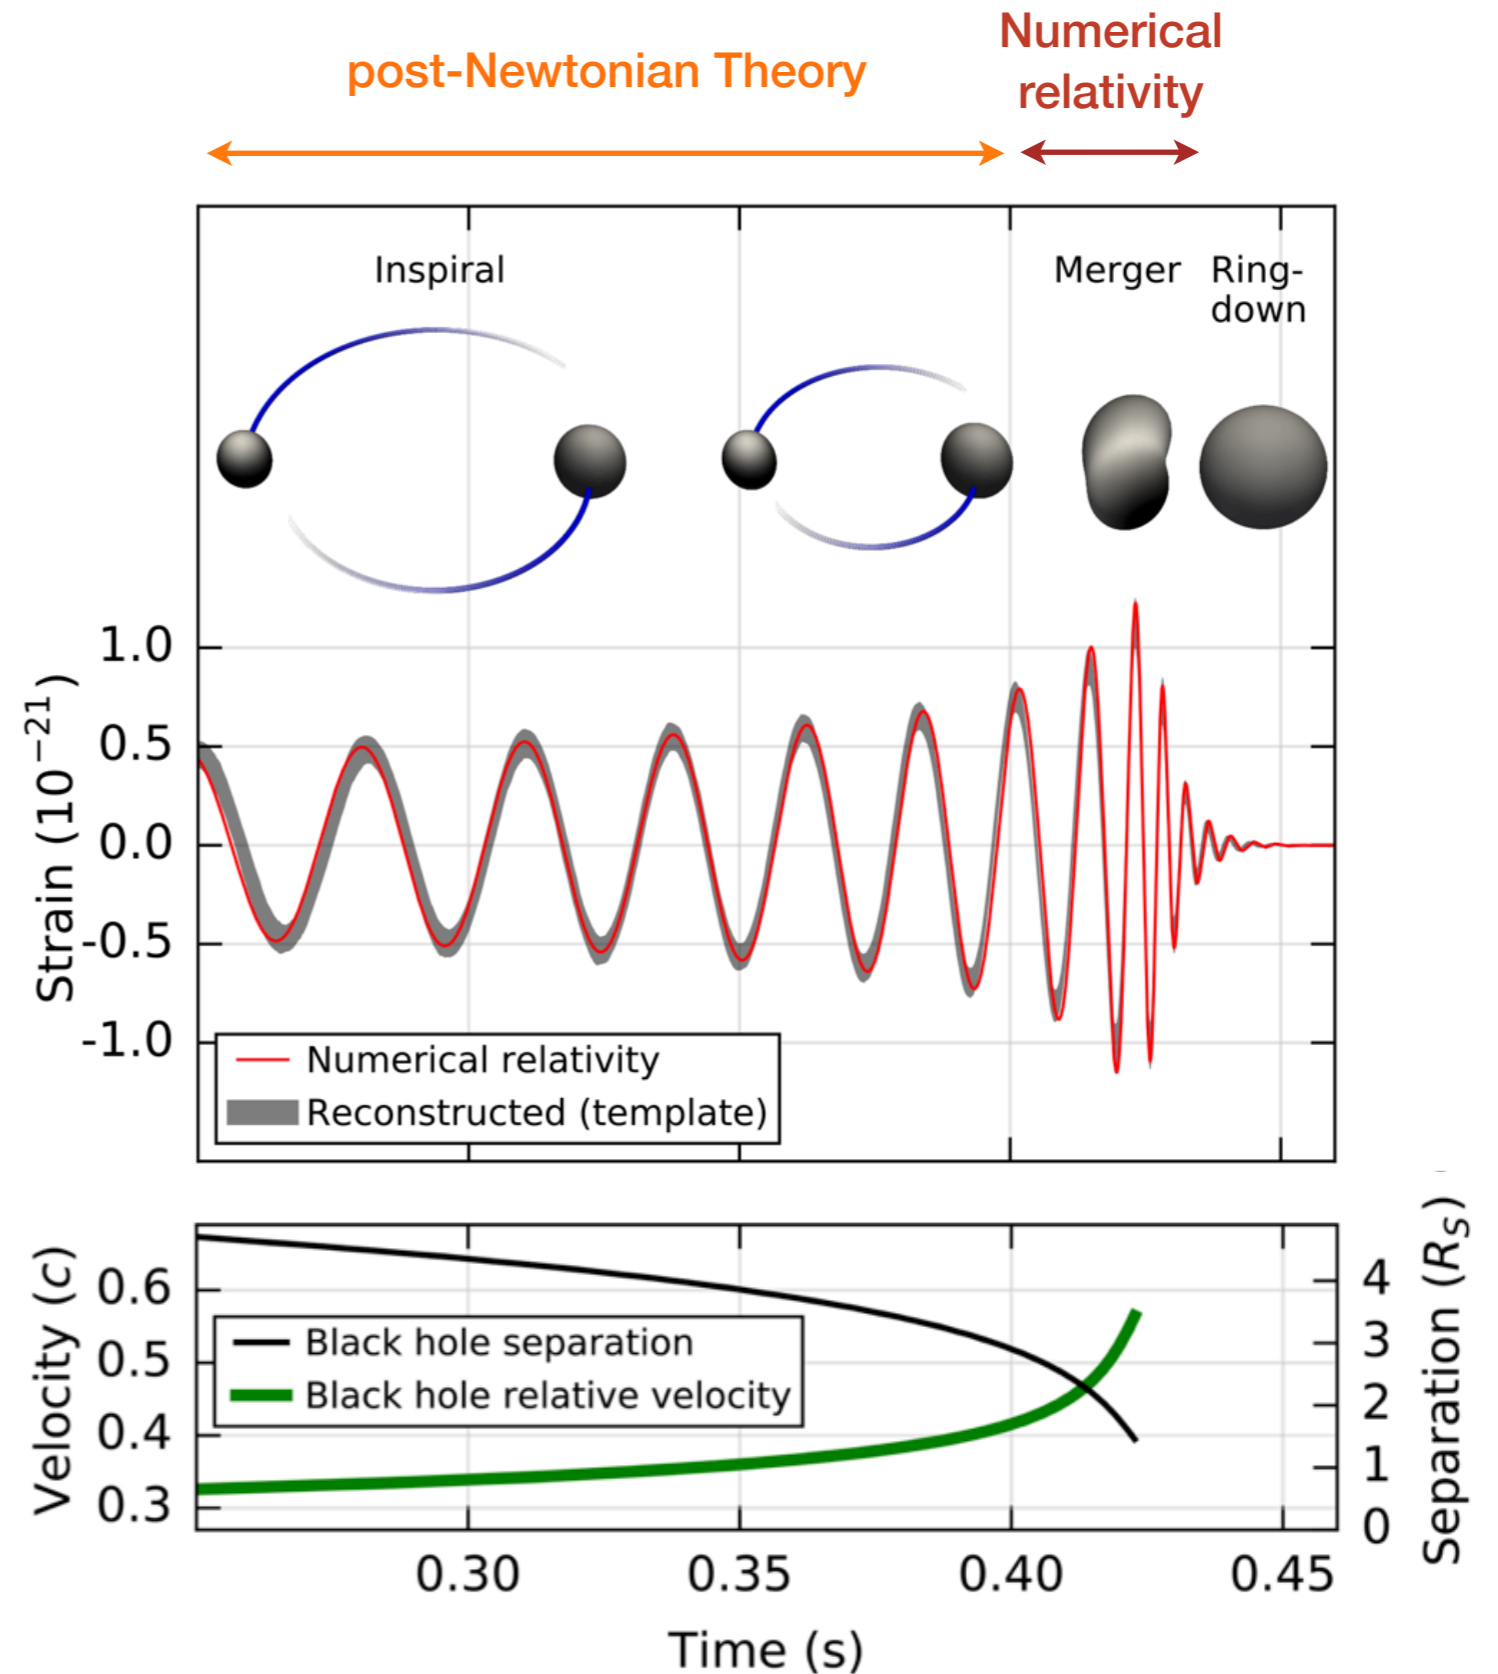 post-Newtonian Theory
Numerical
relativity
Inspiral
Merger
Ring-
down
Strain (10⁻²¹)
1.0
0.5
0.0
-0.5
-1.0
Numerical relativity
Reconstructed (template)
Velocity (c)
0.6
0.5
0.4
0.3
Black hole separation
Black hole relative velocity
4
3
2
1
0
Separation (R_S)
0.30 0.35 0.40 0.45
Time (s)